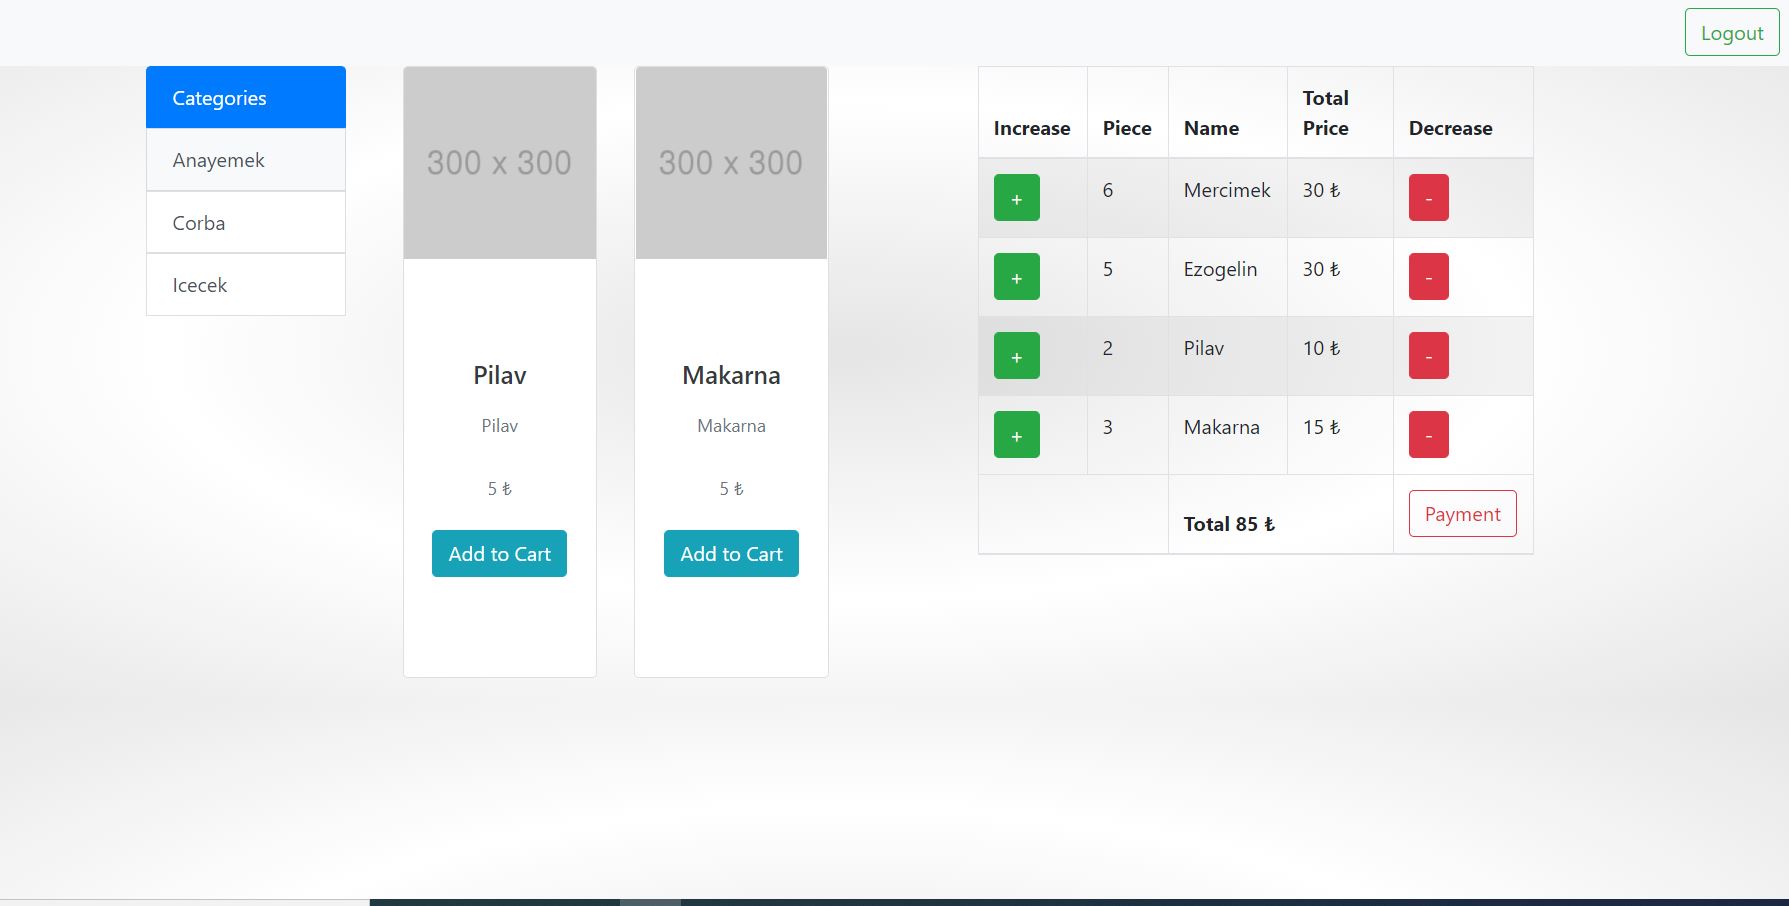 Logout
Categories
Anayemek
Corba
Icecek
300 x 300
Pilav
Pilav
5 ₺
Add to Cart
300 x 300
Makarna
Makarna
5 ₺
Add to Cart
Increase Piece Name Total Price Decrease
+ 6 Mercimek 30 ₺ -
+ 5 Ezogelin 30 ₺ -
+ 2 Pilav 10 ₺ -
+ 3 Makarna 15 ₺ -
Total 85 ₺ Payment